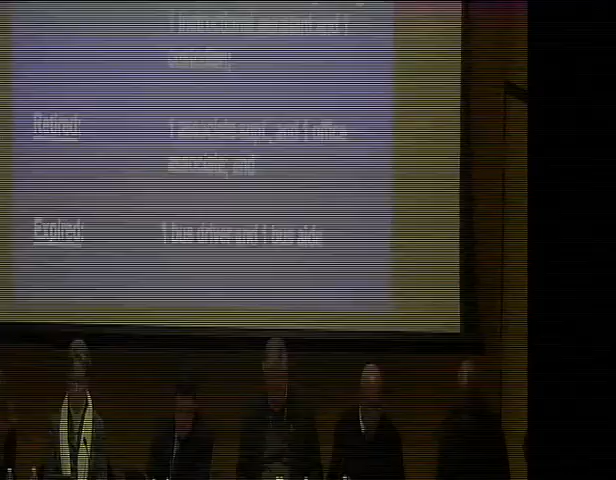 1 instructional assistant and 1
custodian;
Retired: 1 associate supt., and 1 office
associate; and
Expired: 1 bus driver and 1 bus aide